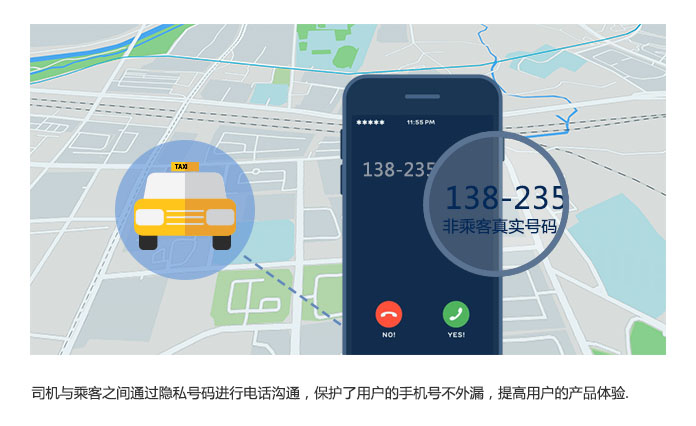 TAXI
***** 11:55 PM
138-235
138-235
非乘客真实号码
NO! YES!
司机与乘客之间通过隐私号码进行电话沟通，保护了用户的手机号不外漏，提高用户的产品体验.